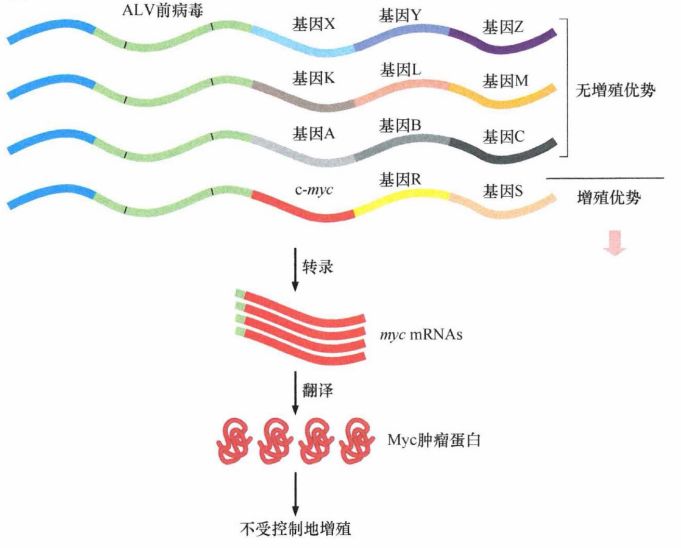 ALV前病毒
基因X
基因Y
基因Z
基因K
基因L
基因M
无增殖优势
基因A
基因B
基因C
c-myc
基因R
基因S
增殖优势
转录
myc mRNAs
翻译
Myc肿瘤蛋白
不受控制地增殖